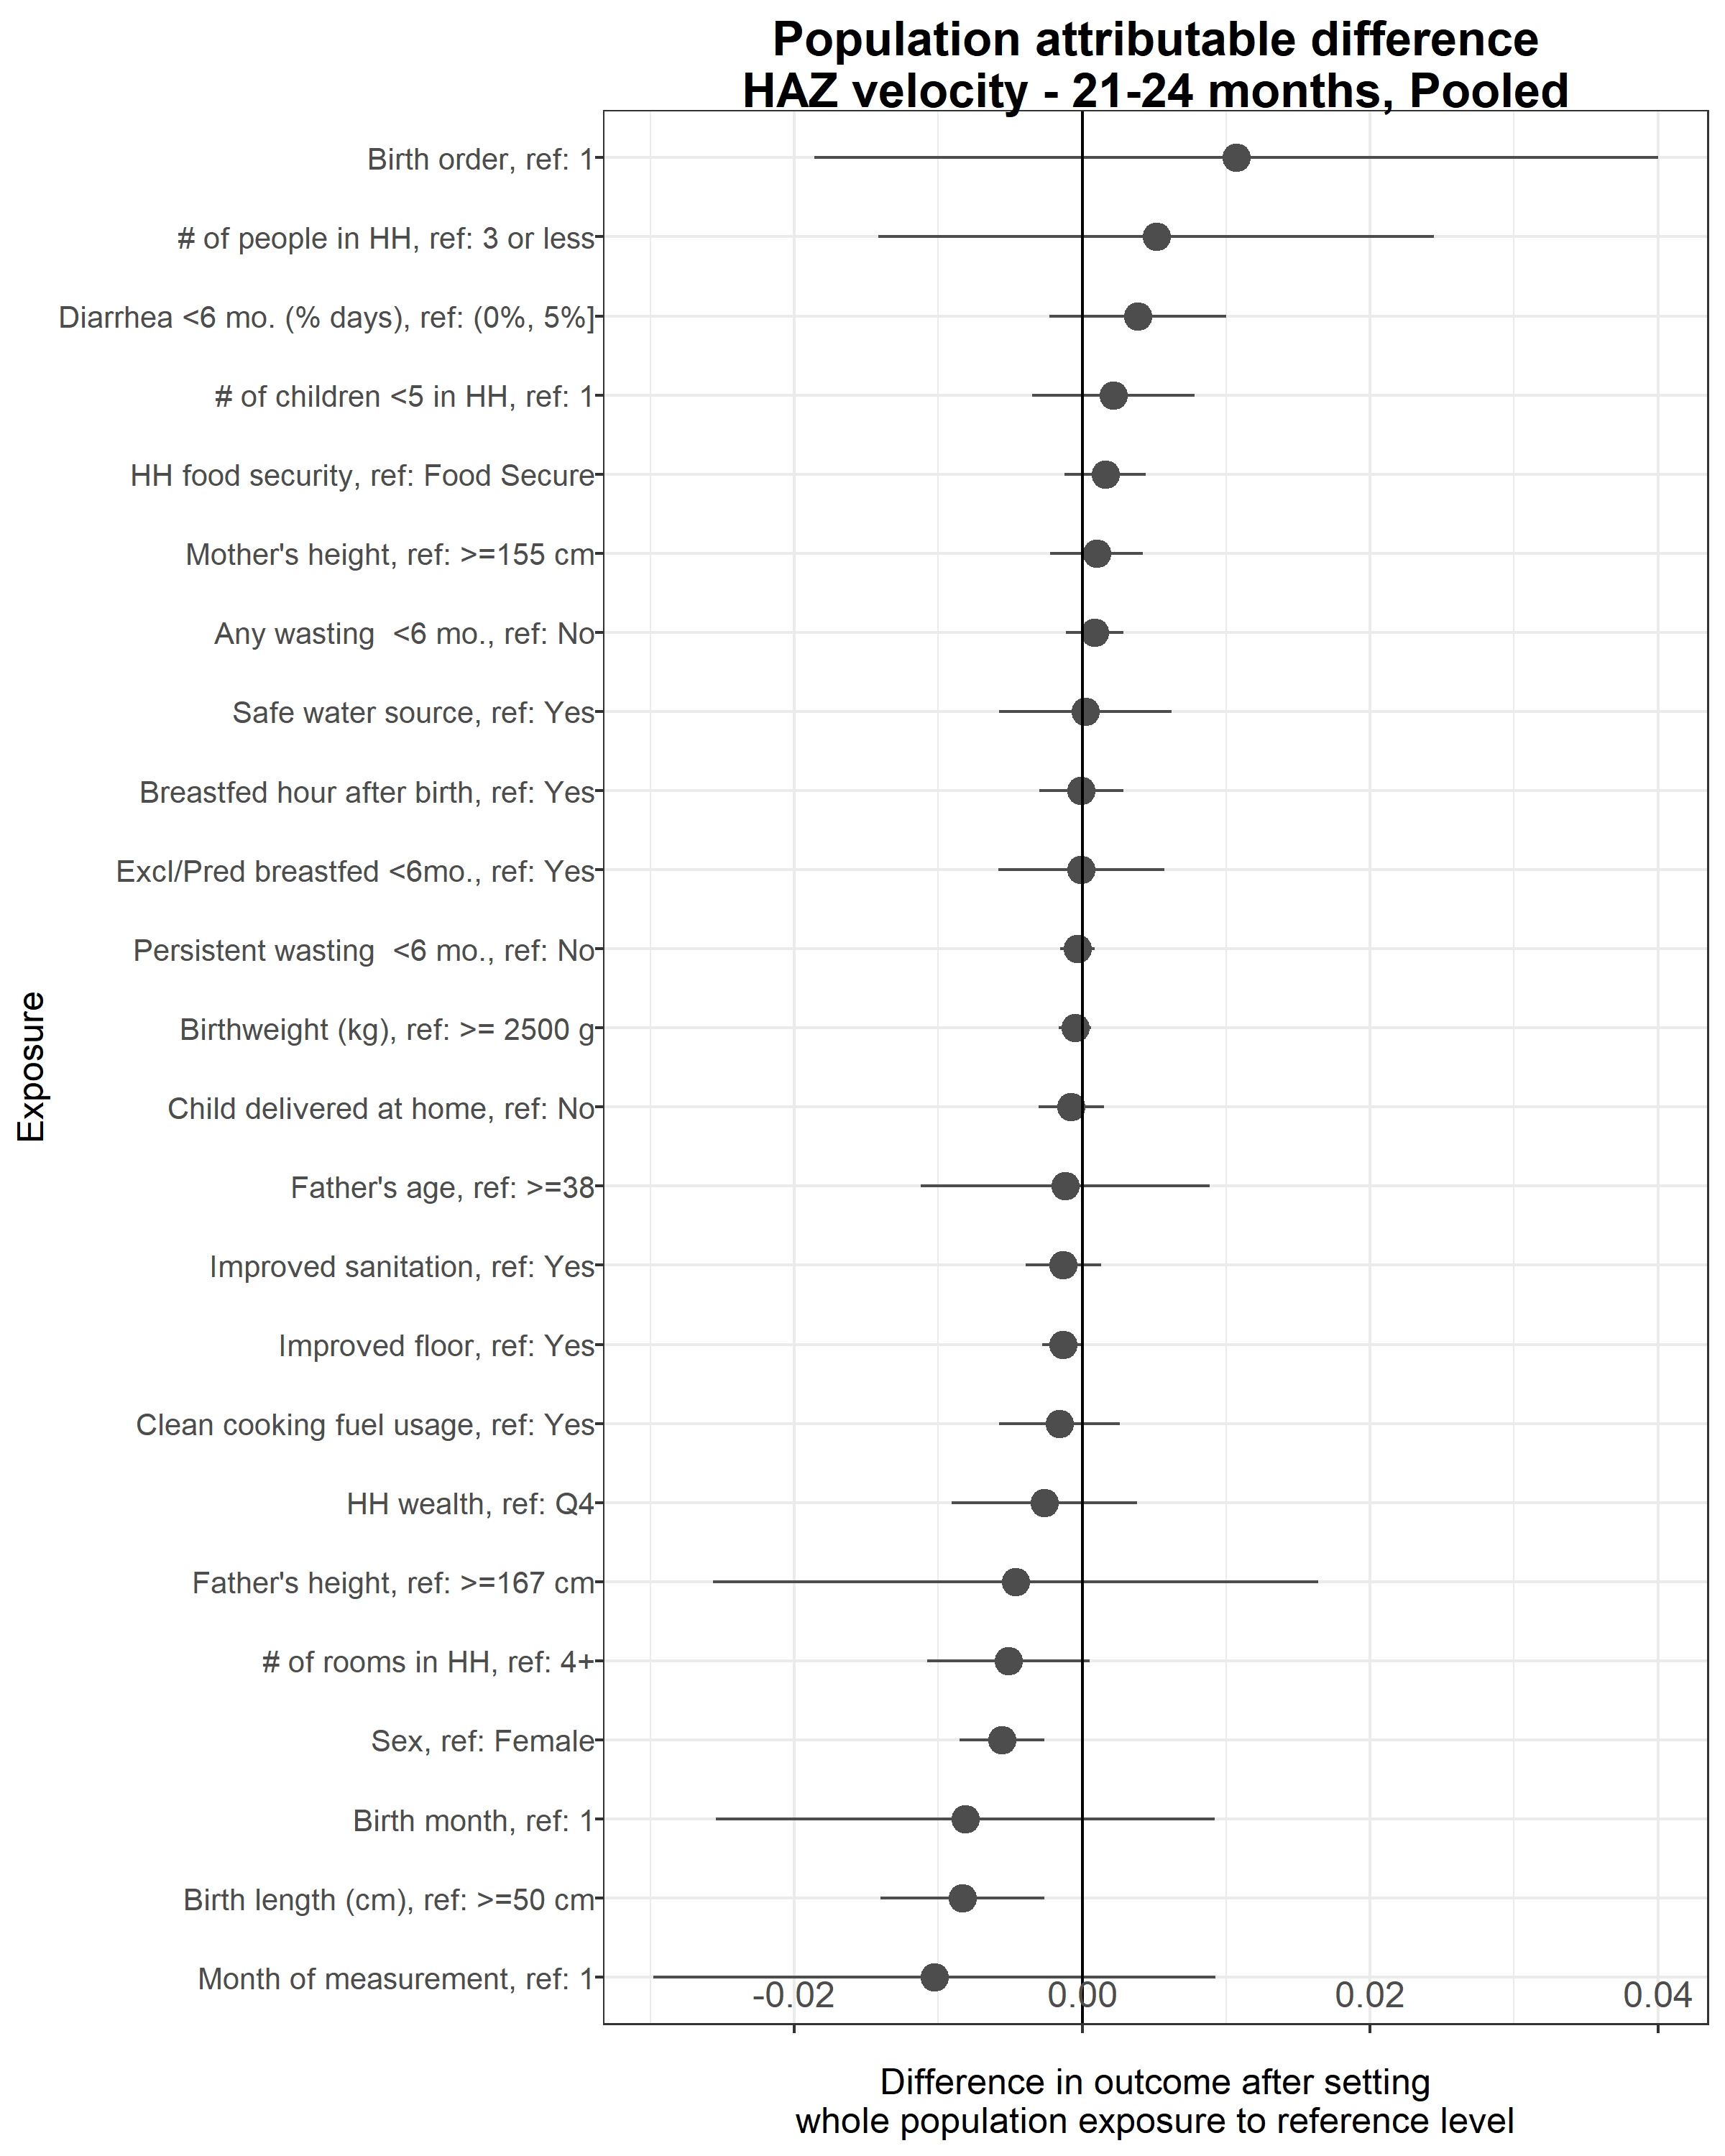 Population attributable difference
HAZ velocity - 21-24 months, Pooled
Birth order, ref: 1
# of people in HH, ref: 3 or less
Diarrhea <6 mo. (% days), ref: (0%, 5%]
# of children <5 in HH, ref: 1
HH food security, ref: Food Secure
Mother's height, ref: >=155 cm
Any wasting  <6 mo., ref: No
Safe water source, ref: Yes
Breastfed hour after birth, ref: Yes
Excl/Pred breastfed <6mo., ref: Yes
Persistent wasting  <6 mo., ref: No
Birthweight (kg), ref: >= 2500 g
Child delivered at home, ref: No
Father's age, ref: >=38
Improved sanitation, ref: Yes
Improved floor, ref: Yes
Clean cooking fuel usage, ref: Yes
HH wealth, ref: Q4
Father's height, ref: >=167 cm
# of rooms in HH, ref: 4+
Sex, ref: Female
Birth month, ref: 1
Birth length (cm), ref: >=50 cm
Month of measurement, ref: 1
Exposure
-0.02 0.00 0.02 0.04
Difference in outcome after setting
whole population exposure to reference level